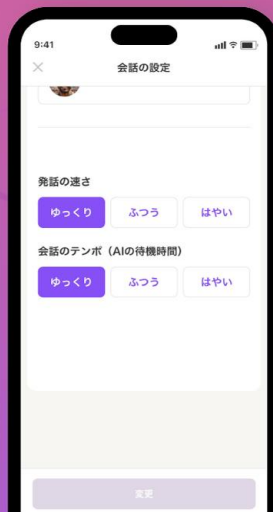 9:41
会話の設定
発話の速さ
ゆっくり ふつう はやい
会話のテンポ（AIの待機時間）
ゆっくり ふつう はやい
変更